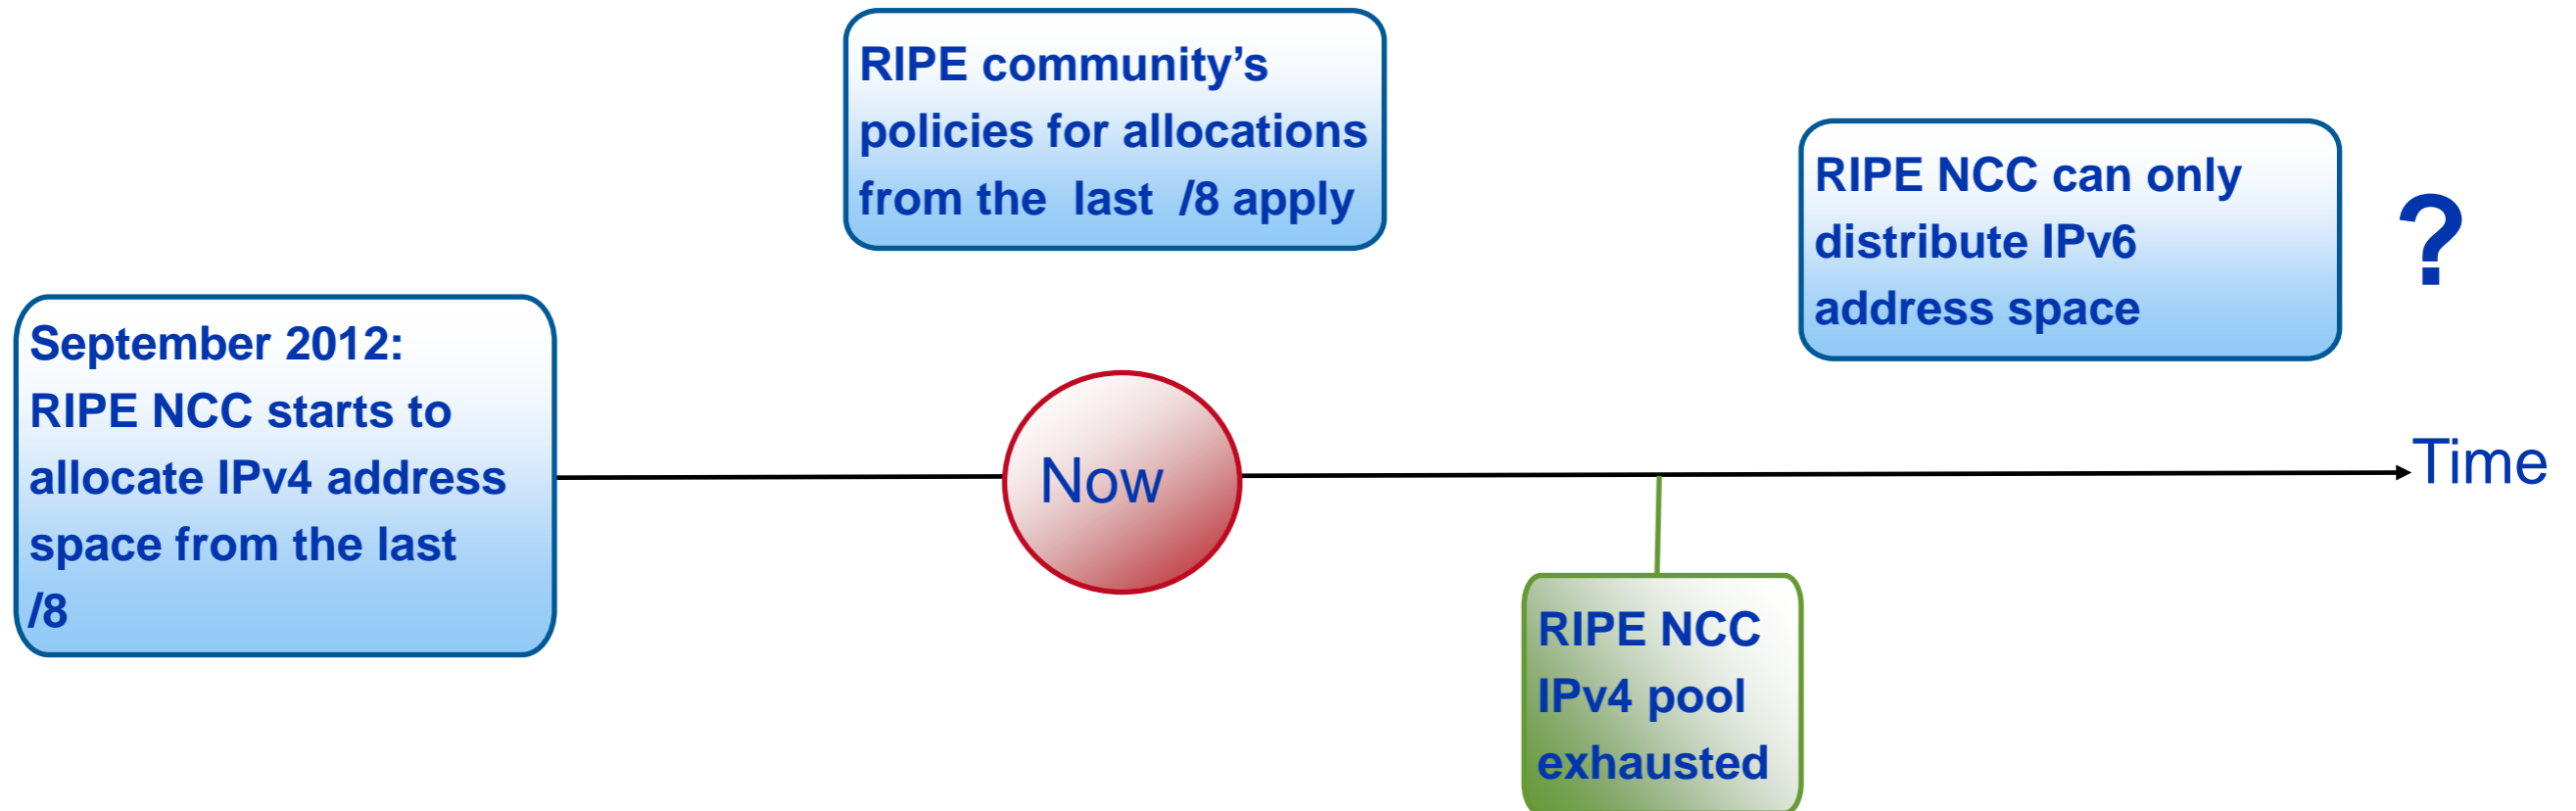 RIPE community’s
policies for allocations
from the  last  /8 apply
RIPE NCC can only
distribute IPv6
address space
?
September 2012:
RIPE NCC starts to
allocate IPv4 address
space from the last
/8
Now
Time
RIPE NCC
IPv4 pool
exhausted